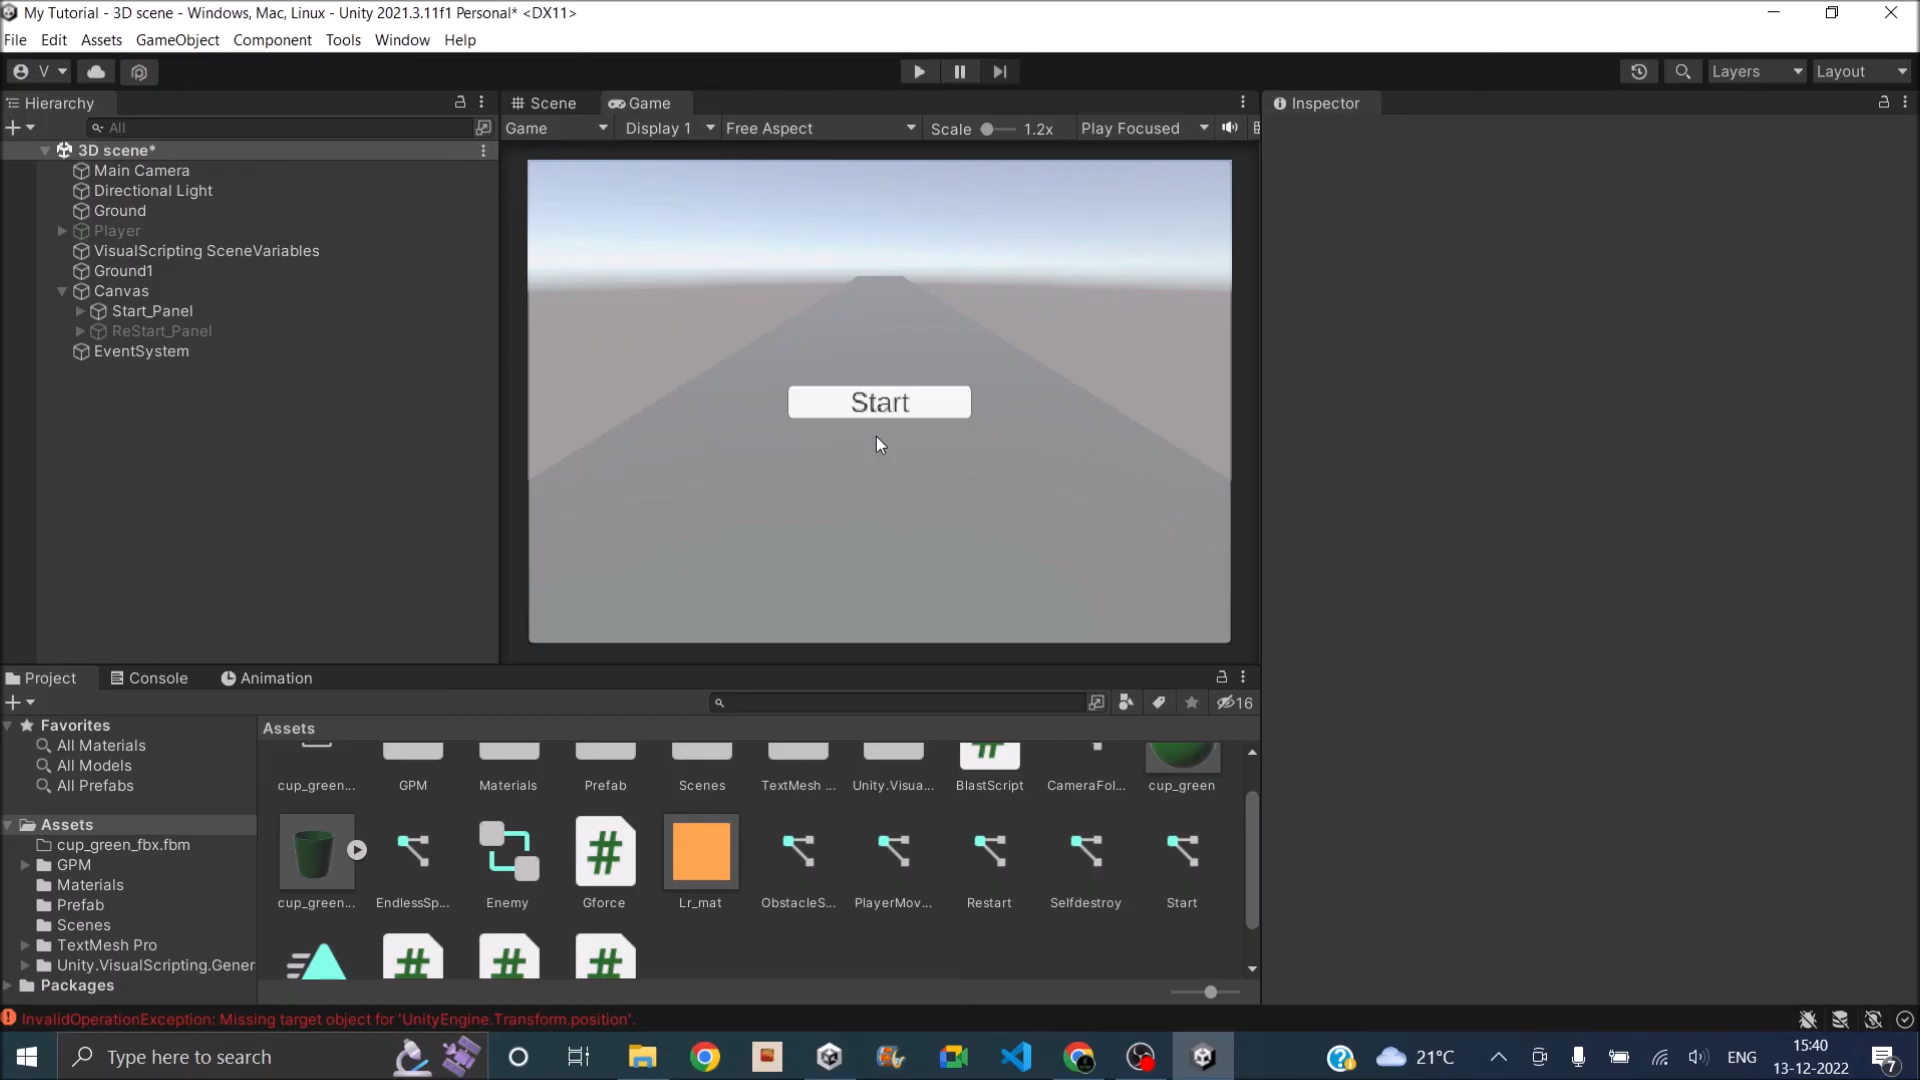 My Tutorial - 3D scene - Windows, Mac, Linux - Unity 2021.3.11f1 Personal* <DX11>
File Edit Assets GameObject Component Tools Window Help
V Layers Layout
Hierarchy
All
3D scene*
Main Camera
Directional Light
Ground
Player
VisualScripting SceneVariables
Ground1
Canvas
Start_Panel
ReStart_Panel
EventSystem
Scene Game
Game Display 1 Free Aspect Scale 1.2x Play Focused
Start
Inspector
Project Console Animation
16
Favorites
All Materials
All Models
All Prefabs
Assets
cup_green_fbx.fbm
GPM
Materials
Prefab
Scenes
TextMesh Pro
Unity.VisualScripting.Gener
Packages
Assets
cup_green... GPM Materials Prefab Scenes TextMesh ... Unity.Visua... BlastScript CameraFol... cup_green
cup_green... EndlessSp... Enemy Gforce Lr_mat ObstacleS... PlayerMov... Restart Selfdestroy Start
InvalidOperationException: Missing target object for 'UnityEngine.Transform.position'.
Type here to search
21°C
ENG
15:40
13-12-2022
7